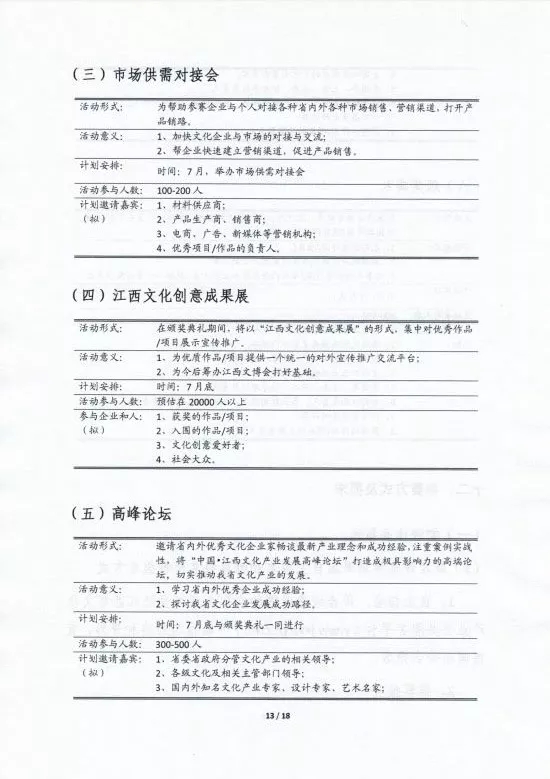 （三）市场供需对接会
活动形式： 为帮助参赛企业与个人对接各种省内外各种市场销售，营销渠道，打开产
品销路。
活动意义： 1、加快文化企业与市场的对接与交流；
2、帮企业快速建立营销渠道，促进产品销售。
计划安排： 时间：7月，举办市场供需对接会
活动参与人数： 100-200人
计划邀请嘉宾： 1、材料供应商；
（拟） 2、产品生产商、销售商；
3、电商、广告、新媒体等营销机构；
4、优秀项目/作品的负责人。
（四）江西文化创意成果展
活动形式： 在颁奖典礼期间，将以“江西文化创意成果展”的形式，集中对优秀作品
/项目展示宣传推广。
活动意义： 1、为优质作品/项目提供一个统一的对外宣传推广交流平台；
2、为今后筹办江西文博会打好基础。
计划安排： 时间：7月底
活动参与人数： 预估在20000人以上
参与企业和人： 1、获奖的作品/项目；
（拟） 2、入围的作品/项目；
3、文化创意爱好者；
4、社会大众。
（五）高峰论坛
活动形式： 邀请省内外优秀文化企业家畅谈最新产业理念和成功经验，注重案例实战
性，将“中国·江西文化产业发展高峰论坛”打造成极具影响力的高端论
坛，切实推动我省文化产业的发展。
活动意义： 1、学习省内外优秀企业成功经验；
2、探讨我省文化企业发展成功路径。
计划安排： 时间：7月底与颁奖典礼一同进行
活动参与人数： 300-500人
计划邀请嘉宾： 1、省委省政府分管文化产业的相关领导；
（拟） 2、各级文化及相关主管部门领导；
3、国内外知名文化产业专家、设计专家、艺术名家；
13 / 18